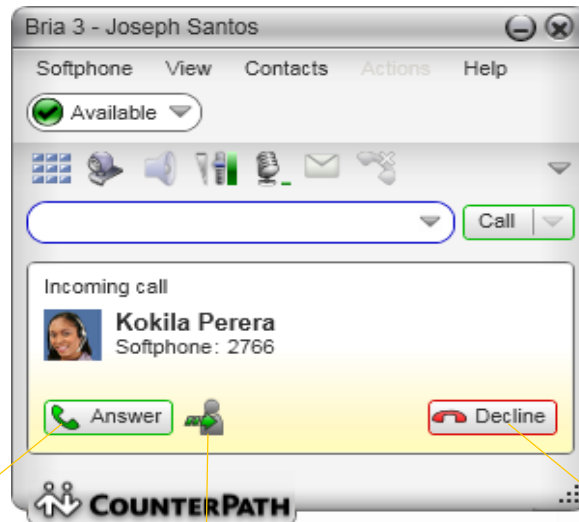 Bria 3 - Joseph Santos
Softphone View Contacts Actions Help
Available
Call
Incoming call
Kokila Perera
Softphone: 2766
Answer Decline
COUNTERPATH